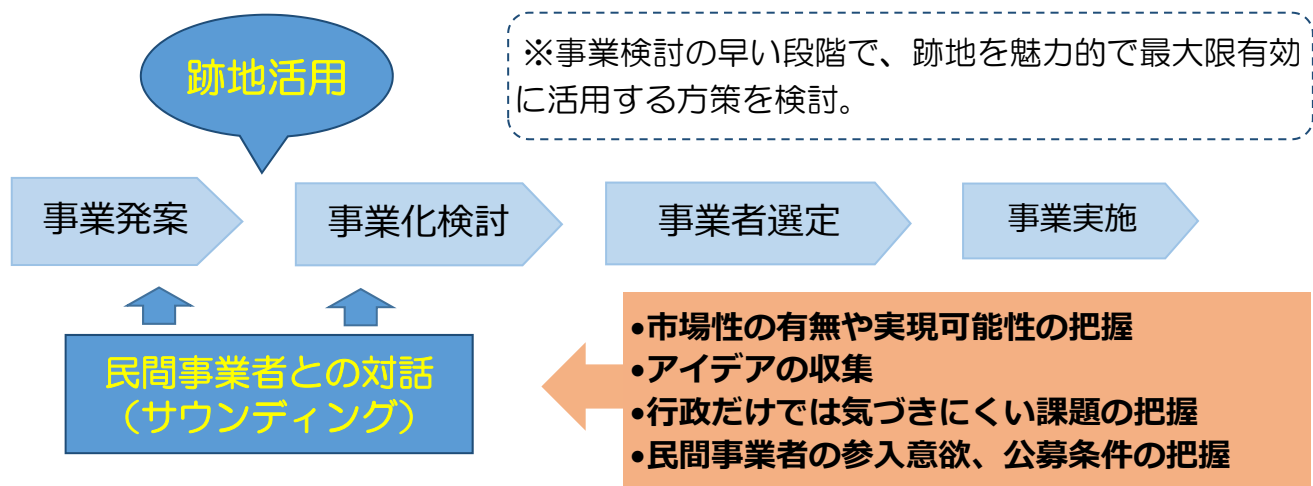 跡地活用
※事業検討の早い段階で、跡地を魅力的で最大限有効
に活用する方策を検討。
事業発案
事業化検討
事業者選定
事業実施
民間事業者との対話
（サウンディング）
•市場性の有無や実現可能性の把握
•アイデアの収集
•行政だけでは気づきにくい課題の把握
•民間事業者の参入意欲、公募条件の把握